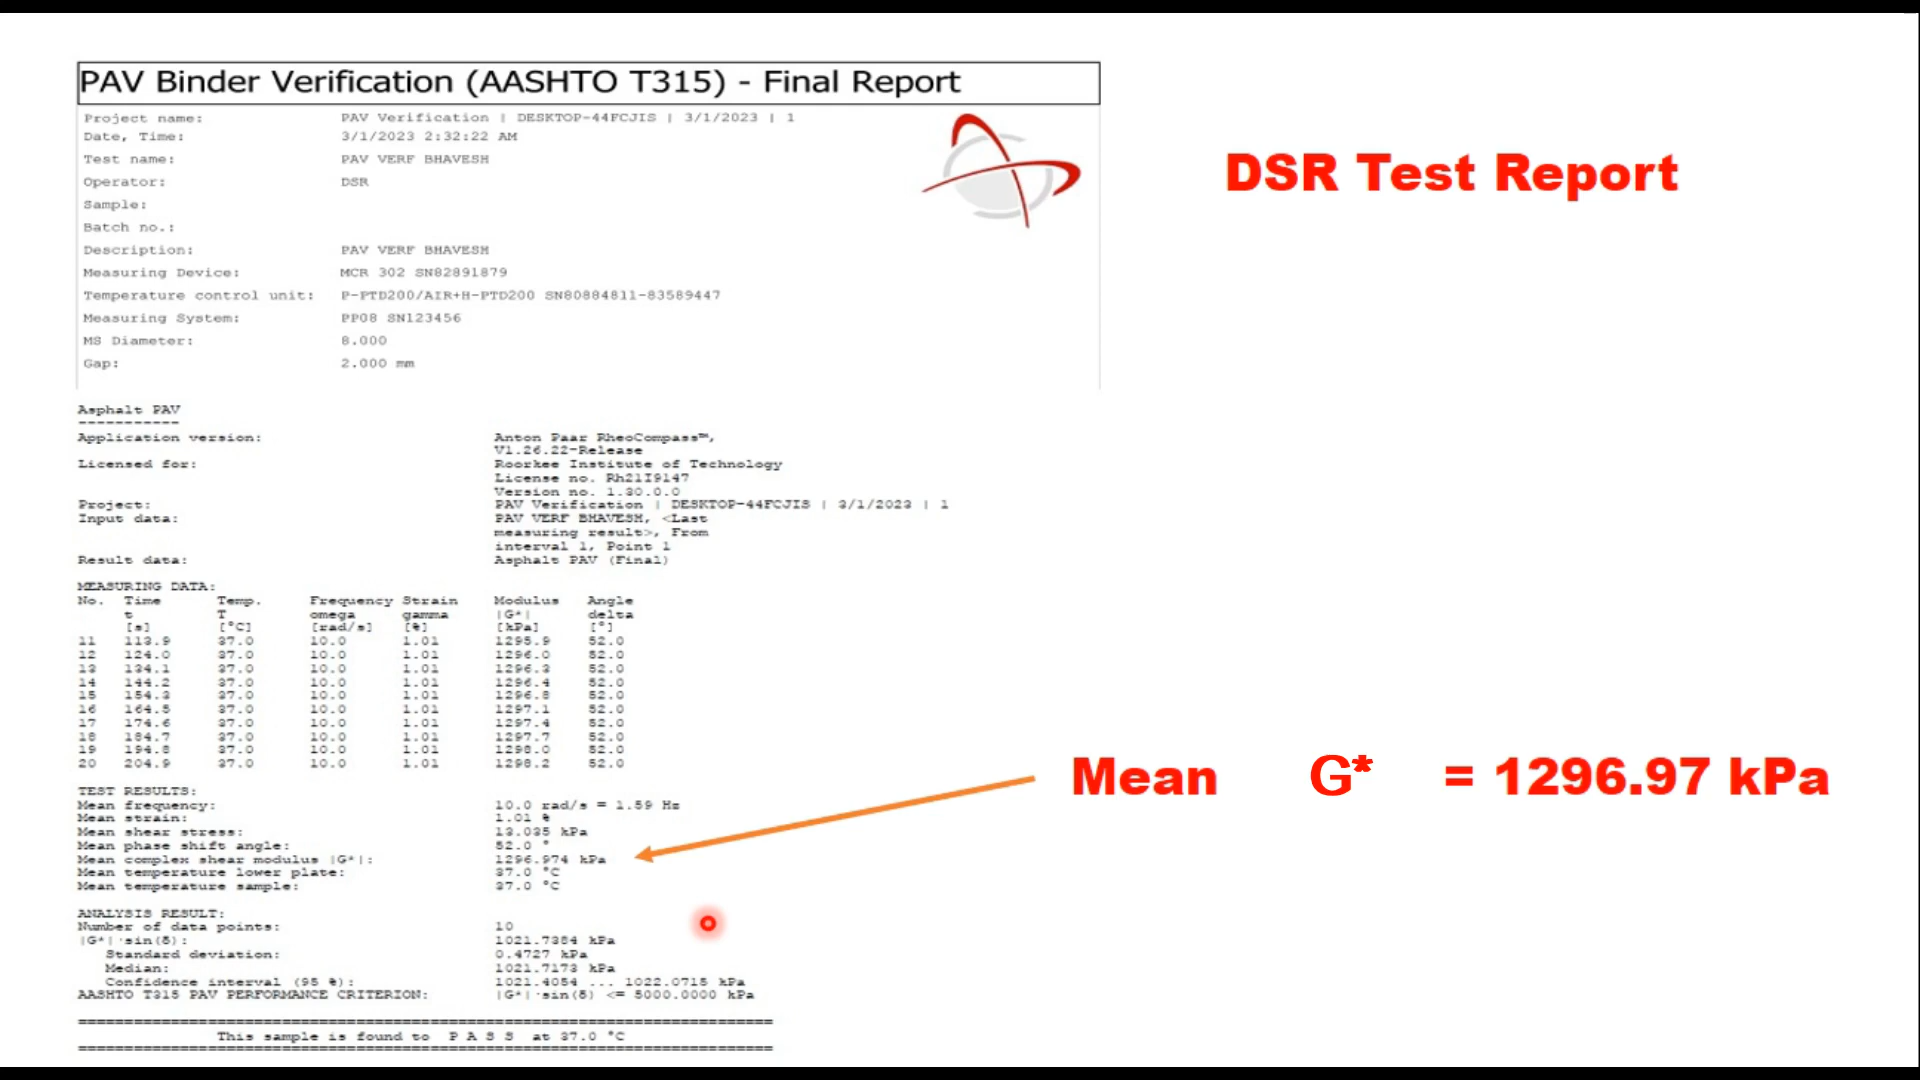 PAV Binder Verification (AASHTO T315) - Final Report
Project name: PAV Verification | DESKTOP-44FCJIS | 3/1/2023 | 1
Date, Time: 3/1/2023 2:32:22 AM
Test name: PAV VERF BHAVESH
Operator: DSR
Sample:
Batch no.:
Description: PAV VERF BHAVESH
Measuring Device: MCR 302 SN82891879
Temperature control unit: P-PTD200/AIR+H-PTD200 SN80884811-83589447
Measuring System: PP08 SN123456
MS Diameter: 8.000
Gap: 2.000 mm
DSR Test Report
Asphalt PAV
-----------
Application version: Anton Paar RheoCompass™,
V1.26.22-Release
Licensed for: Roorkee Institute of Technology
License no. Rh21I9147
Version no. 1.30.0.0
Project: PAV Verification | DESKTOP-44FCJIS | 3/1/2023 | 1
Input data: PAV VERF BHAVESH, <Last
measuring result>, From
interval 1, Point 1
Result data: Asphalt PAV (Final)
MEASURING DATA:
No. Time Temp. Frequency Strain Modulus Angle
t T omega gamma |G*| delta
[s] [°C] [rad/s] [%] [kPa] [°]
11 113.9 37.0 10.0 1.01 1295.9 52.0
12 124.0 37.0 10.0 1.01 1296.0 52.0
13 134.1 37.0 10.0 1.01 1296.3 52.0
14 144.2 37.0 10.0 1.01 1296.4 52.0
15 154.3 37.0 10.0 1.01 1296.8 52.0
16 164.5 37.0 10.0 1.01 1297.1 52.0
17 174.6 37.0 10.0 1.01 1297.4 52.0
18 184.7 37.0 10.0 1.01 1297.7 52.0
19 194.8 37.0 10.0 1.01 1298.0 52.0
20 204.9 37.0 10.0 1.01 1298.2 52.0
TEST RESULTS:
Mean frequency: 10.0 rad/s = 1.59 Hz
Mean strain: 1.01 %
Mean shear stress: 13.035 kPa
Mean phase shift angle: 52.0 °
Mean complex shear modulus |G*|: 1296.974 kPa
Mean temperature lower plate: 37.0 °C
Mean temperature sample: 37.0 °C
Mean G* = 1296.97 kPa
ANALYSIS RESULT:
Number of data points: 10
|G*|·sin(δ): 1021.7384 kPa
Standard deviation: 0.4727 kPa
Median: 1021.7173 kPa
Confidence interval (95 %): 1021.4054 ... 1022.0715 kPa
AASHTO T315 PAV PERFORMANCE CRITERION: |G*|·sin(δ) <= 5000.0000 kPa
This sample is found to P A S S at 37.0 °C